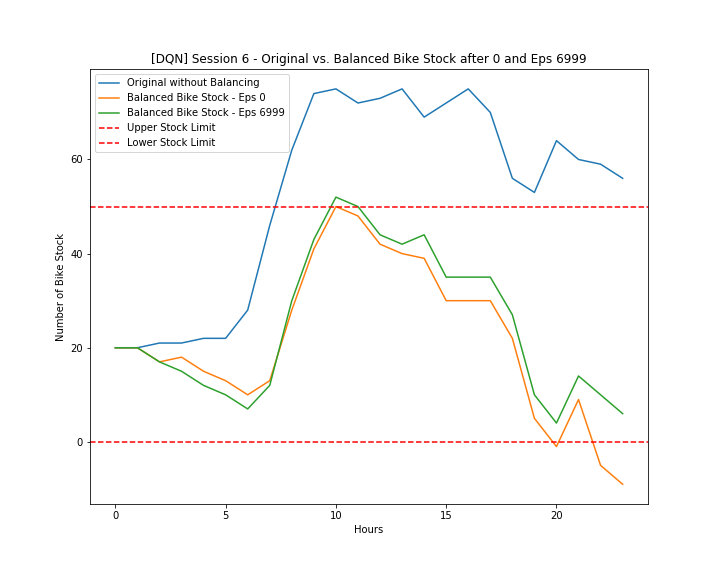 [DQN] Session 6 - Original vs. Balanced Bike Stock after 0 and Eps 6999
Original without Balancing
Balanced Bike Stock - Eps 0
Balanced Bike Stock - Eps 6999
Upper Stock Limit
Lower Stock Limit
Number of Bike Stock
60
40
20
0
0 5 10 15 20
Hours